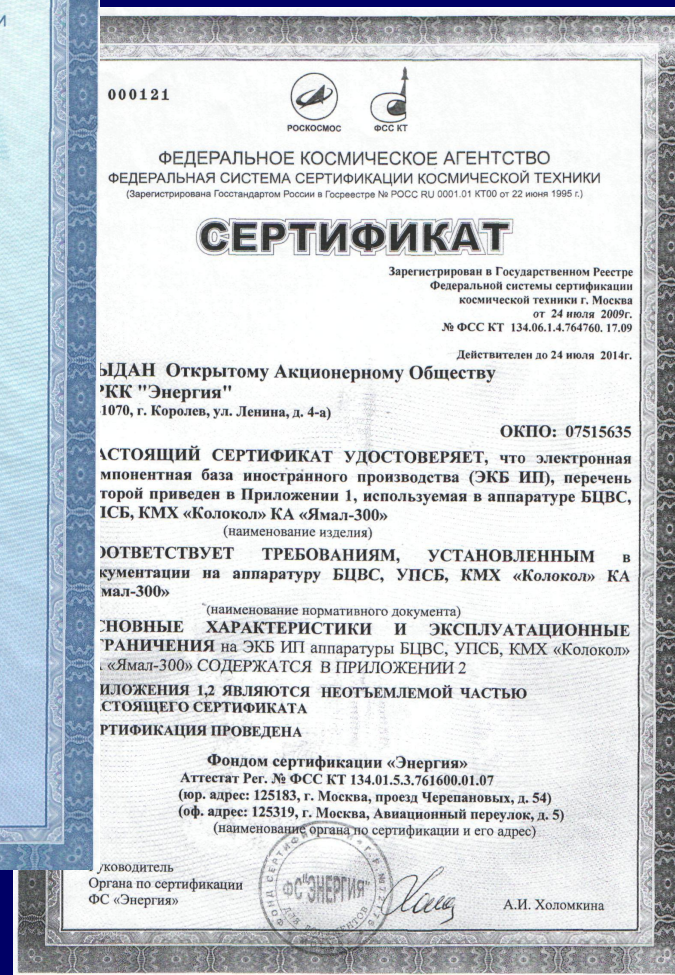 и
000121
РОСКОСМОС ФСС КТ
ФЕДЕРАЛЬНОЕ КОСМИЧЕСКОЕ АГЕНТСТВО
ФЕДЕРАЛЬНАЯ СИСТЕМА СЕРТИФИКАЦИИ КОСМИЧЕСКОЙ ТЕХНИКИ
(Зарегистрирована Госстандартом России в Госреестре № РОСС RU 0001.01 КТ00 от 22 июня 1995 г.)
СЕРТИФИКАТ
Зарегистрирован в Государственном Реестре
Федеральной системы сертификации
космической техники г. Москва
от 24 июля 2009г.
№ ФСС КТ 134.06.1.4.764760. 17.09
Действителен до 24 июля 2014г.
ЫДАН Открытому Акционерному Обществу
РКК "Энергия"
1070, г. Королев, ул. Ленина, д. 4-а)
ОКПО: 07515635
АСТОЯЩИЙ СЕРТИФИКАТ УДОСТОВЕРЯЕТ, что электронная
мпонентная база иностранного производства (ЭКБ ИП), перечень
торой приведен в Приложении 1, используемая в аппаратуре БЦВС,
ПСБ, КМХ «Колокол» КА «Ямал-300»
(наименование изделия)
ООТВЕТСТВУЕТ ТРЕБОВАНИЯМ, УСТАНОВЛЕННЫМ в
кументации на аппаратуру БЦВС, УПСБ, КМХ «Колокол» КА
мал-300»
(наименование нормативного документа)
СНОВНЫЕ ХАРАКТЕРИСТИКИ И ЭКСПЛУАТАЦИОННЫЕ
ГРАНИЧЕНИЯ на ЭКБ ИП аппаратуры БЦВС, УПСБ, КМХ «Колокол»
«Ямал-300» СОДЕРЖАТСЯ В ПРИЛОЖЕНИИ 2
ИЛОЖЕНИЯ 1,2 ЯВЛЯЮТСЯ НЕОТЪЕМЛЕМОЙ ЧАСТЬЮ
СТОЯЩЕГО СЕРТИФИКАТА
РТИФИКАЦИЯ ПРОВЕДЕНА
Фондом сертификации «Энергия»
Аттестат Рег. № ФСС КТ 134.01.5.3.761600.01.07
(юр. адрес: 125183, г. Москва, проезд Черепановых, д. 54)
(оф. адрес: 125319, г. Москва, Авиационный переулок, д. 5)
(наименование органа по сертификации и его адрес)
уководитель
Органа по сертификации
ФС «Энергия»
ФС "ЭНЕРГИЯ"
А.И. Холомкина